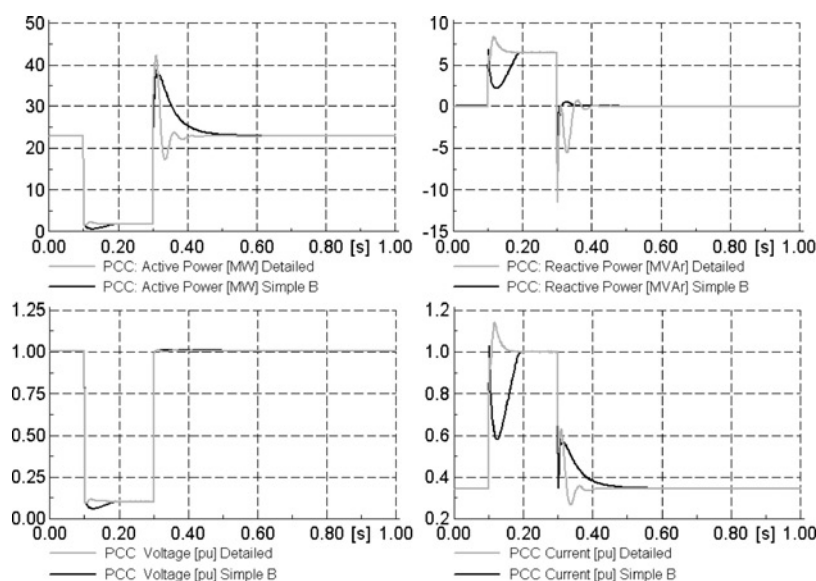 50
40
30
20
10
0
0.00 0.20 0.40 0.60 0.80 [s] 1.00
PCC: Active Power [MW] Detailed
PCC: Active Power [MW] Simple B
10
5
0
-5
-10
-15
0.00 0.20 0.40 0.60 0.80 [s] 1.00
PCC: Reactive Power [MVAr] Detailed
PCC: Reactive Power [MVAr] Simple B
1.25
1.00
0.75
0.50
0.25
0.00
0.00 0.20 0.40 0.60 0.80 [s] 1.00
PCC Voltage [pu] Detailed
PCC Voltage [pu] Simple B
1.2
1.0
0.8
0.6
0.4
0.2
0.00 0.20 0.40 0.60 0.80 [s] 1.00
PCC Current [pu] Detailed
PCC Current [pu] Simple B